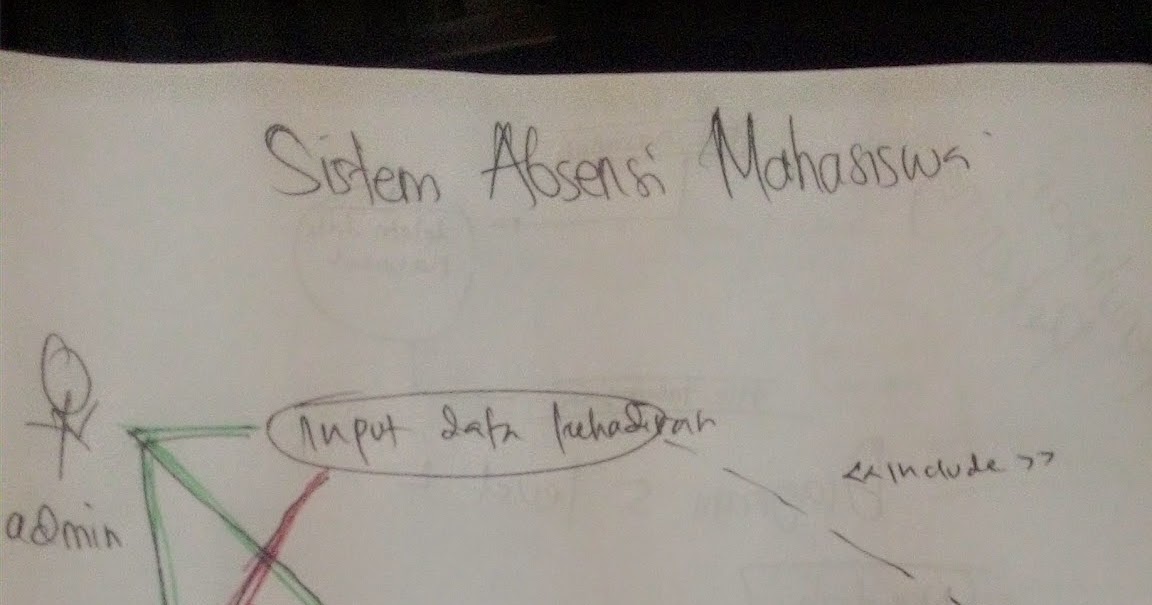 Sistem Absensi Mahasiswa
Input data kehadiran
<<include>>
admin